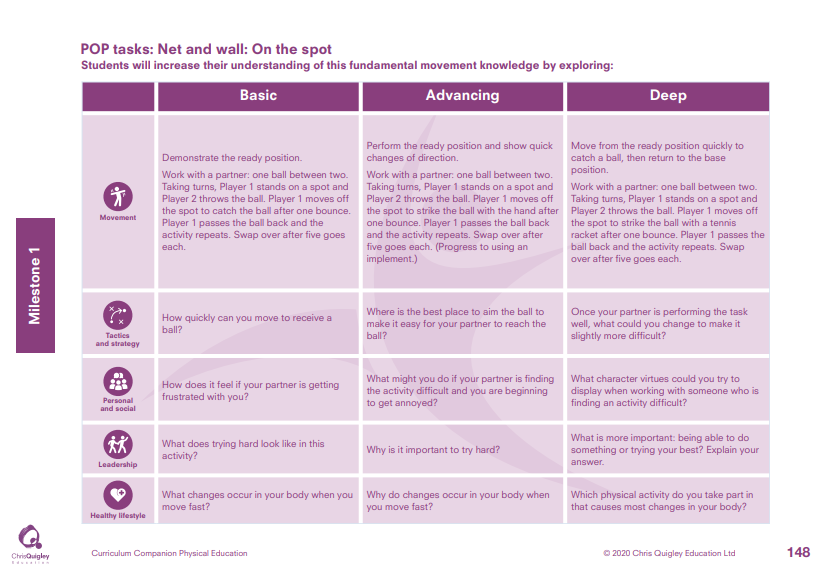 POP tasks: Net and wall: On the spot
Students will increase their understanding of this fundamental movement knowledge by exploring:
Basic
Advancing
Deep
Movement
Demonstrate the ready position.
Work with a partner: one ball between two.
Taking turns, Player 1 stands on a spot and
Player 2 throws the ball. Player 1 moves off
the spot to catch the ball after one bounce.
Player 1 passes the ball back and the
activity repeats. Swap over after five goes
each.
Perform the ready position and show quick
changes of direction.
Work with a partner: one ball between two.
Taking turns, Player 1 stands on a spot and
Player 2 throws the ball. Player 1 moves off
the spot to strike the ball with the hand after
one bounce. Player 1 passes the ball back
and the activity repeats. Swap over after
five goes each. (Progress to using an
implement.)
Move from the ready position quickly to
catch a ball, then return to the base
position.
Work with a partner: one ball between two.
Taking turns, Player 1 stands on a spot and
Player 2 throws the ball. Player 1 moves off
the spot to strike the ball with a tennis
racket after one bounce. Player 1 passes the
ball back and the activity repeats. Swap
over after five goes each.
Tactics
and strategy
How quickly can you move to receive a
ball?
Where is the best place to aim the ball to
make it easy for your partner to reach the
ball?
Once your partner is performing the task
well, what could you change to make it
slightly more difficult?
Personal
and social
How does it feel if your partner is getting
frustrated with you?
What might you do if your partner is finding
the activity difficult and you are beginning
to get annoyed?
What character virtues could you try to
display when working with someone who is
finding an activity difficult?
Leadership
What does trying hard look like in this
activity?
Why is it important to try hard?
What is more important: being able to do
something or trying your best? Explain your
answer.
Healthy lifestyle
What changes occur in your body when you
move fast?
Why do changes occur in your body when
you move fast?
Which physical activity do you take part in
that causes most changes in your body?
Milestone 1
ChrisQuigley
Education
Curriculum Companion Physical Education
© 2020 Chris Quigley Education Ltd
148